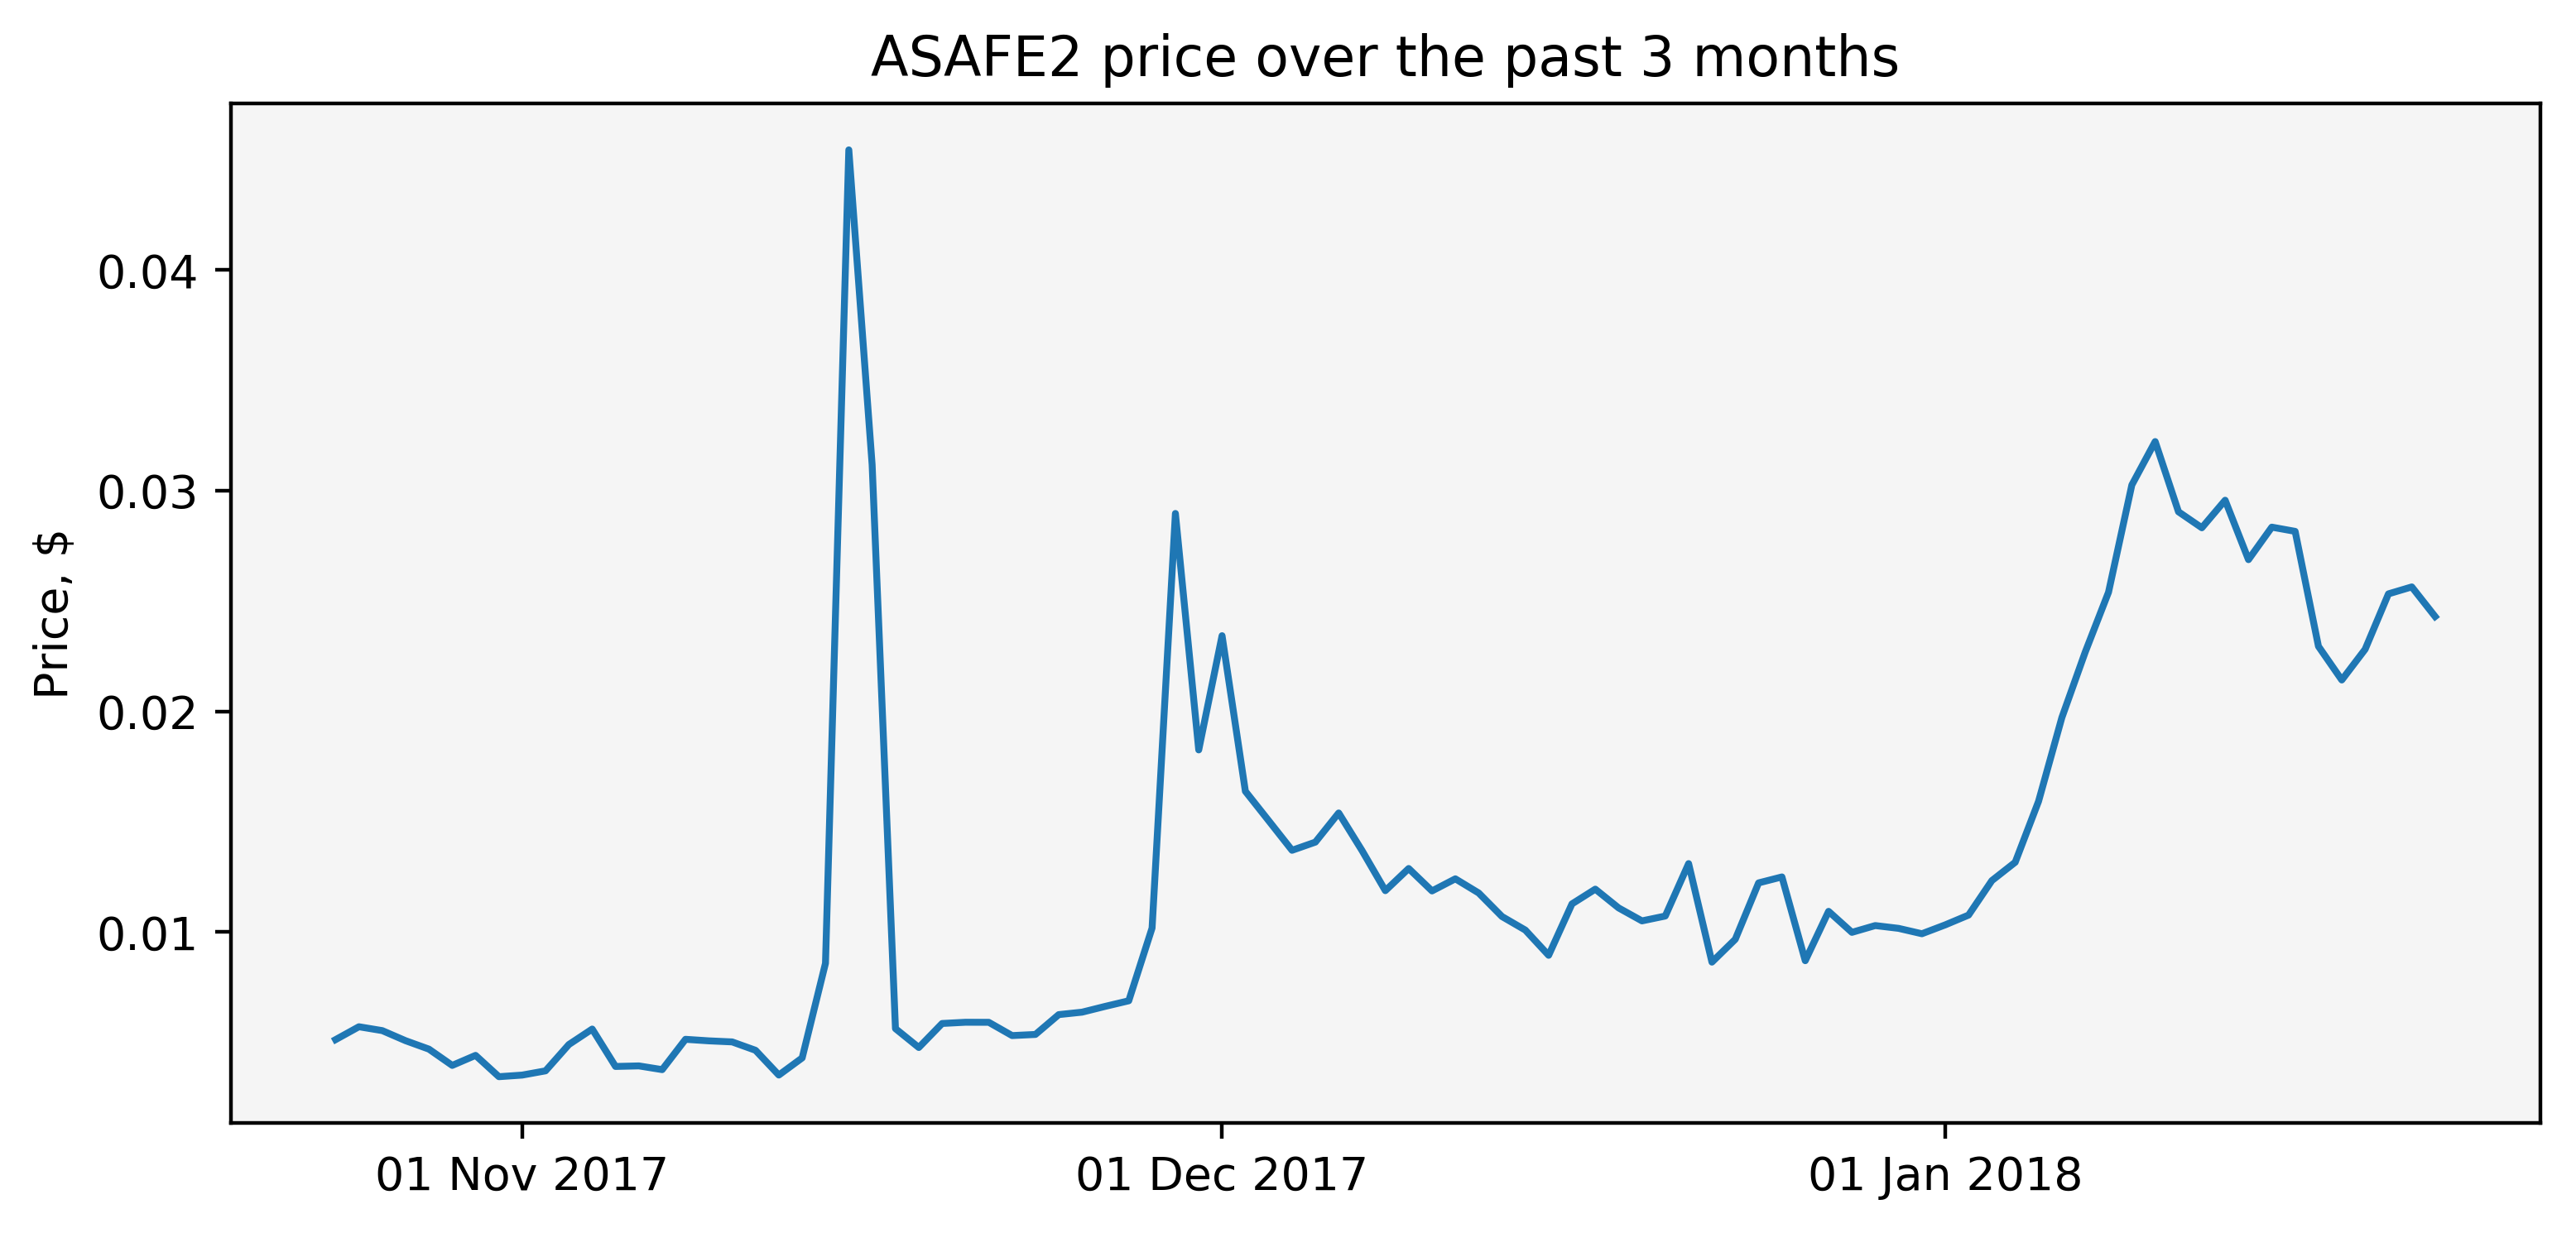 ASAFE2 price over the past 3 months
Price, $
0.04
0.03
0.02
0.01
01 Nov 2017
01 Dec 2017
01 Jan 2018